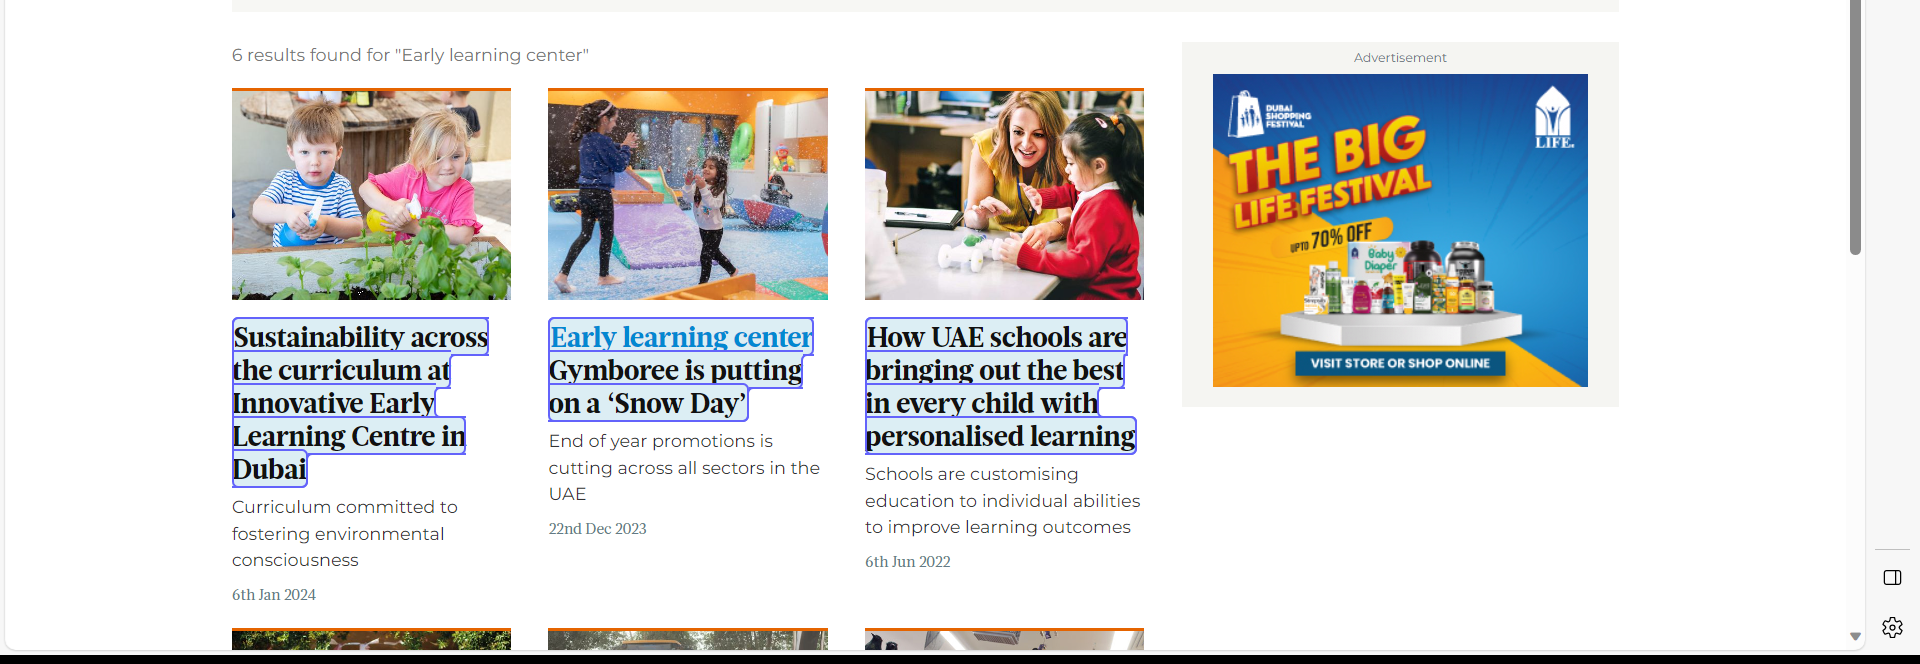 6 results found for "Early learning center"
Sustainability across
the curriculum at
Innovative Early
Learning Centre in
Dubai
Curriculum committed to
fostering environmental
consciousness
6th Jan 2024
Early learning center
Gymboree is putting
on a ‘Snow Day’
End of year promotions is
cutting across all sectors in the
UAE
22nd Dec 2023
How UAE schools are
bringing out the best
in every child with
personalised learning
Schools are customising
education to individual abilities
to improve learning outcomes
6th Jun 2022
Advertisement
DUBAI
SHOPPING
FESTIVAL
LIFE.
THE BIG
LIFE FESTIVAL
UPTO 70% OFF
Baby
Diaper
VISIT STORE OR SHOP ONLINE